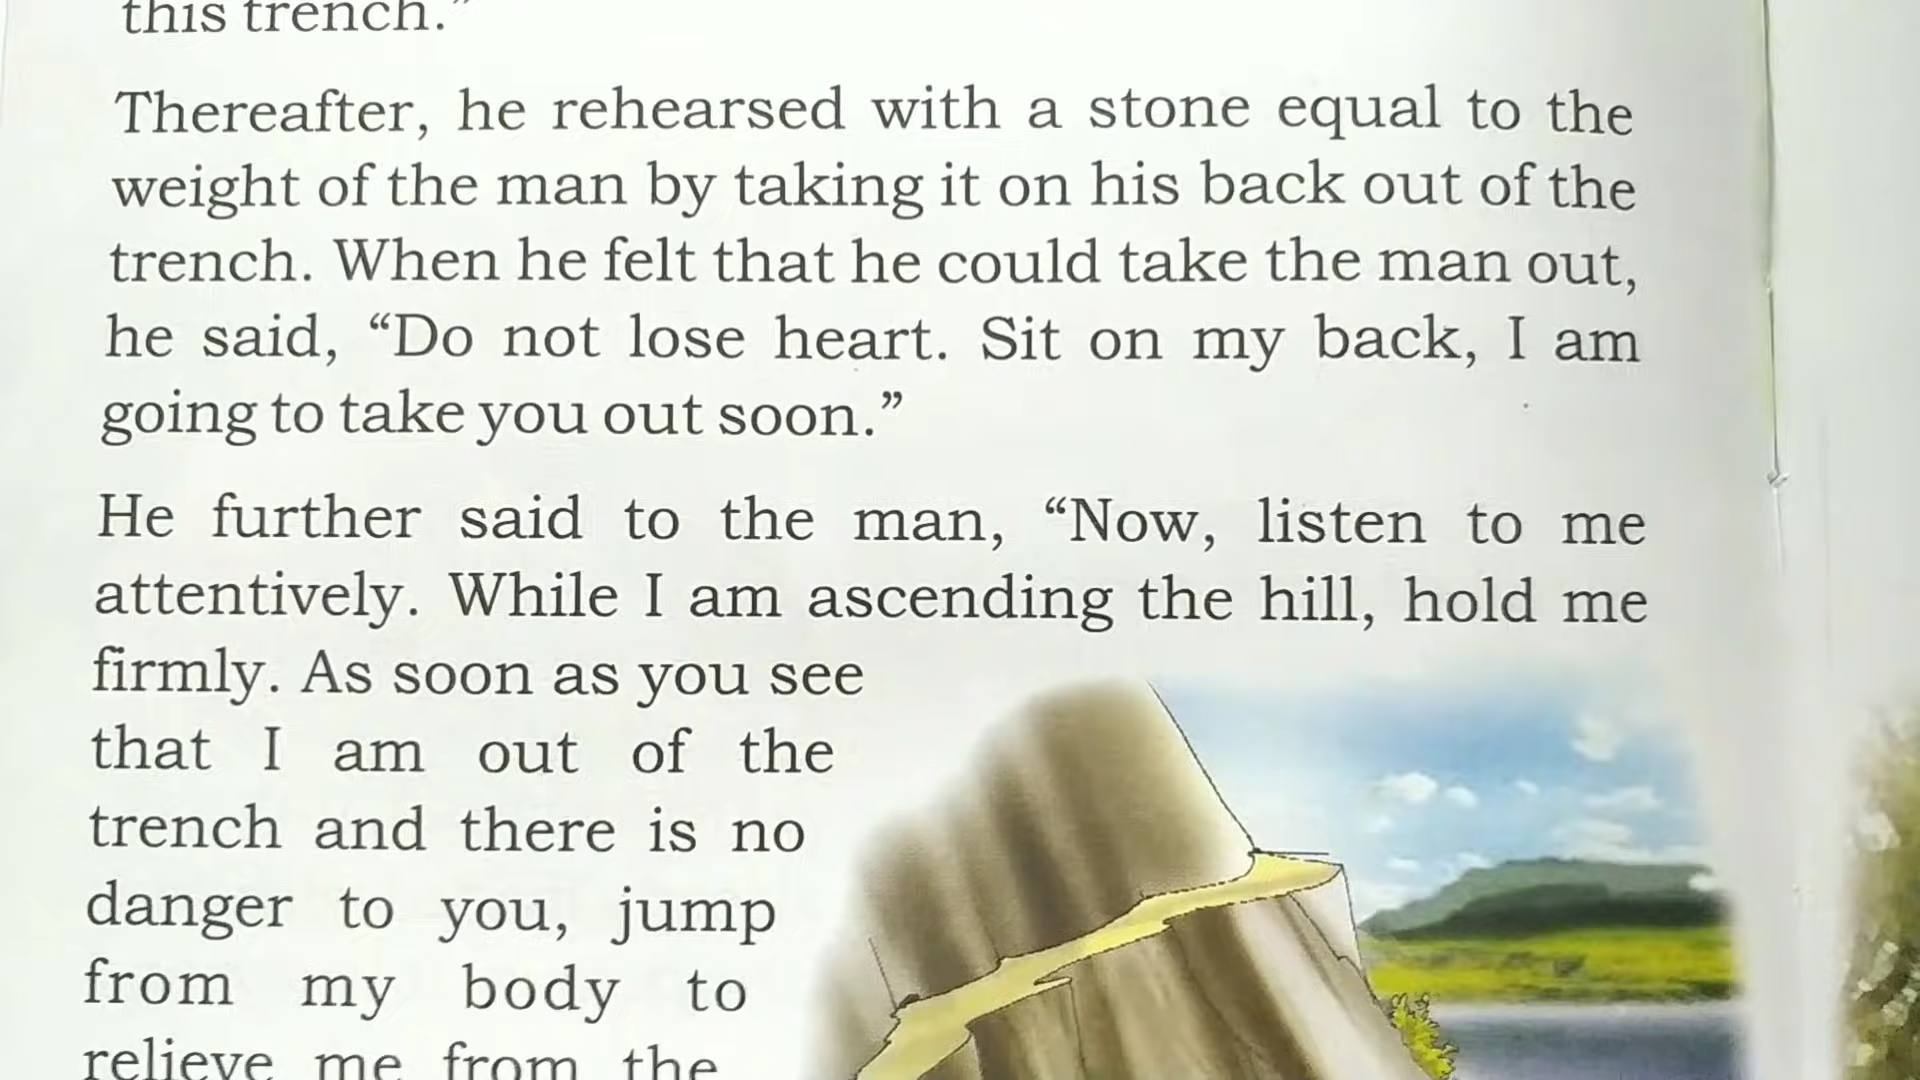 this trench.”
Thereafter, he rehearsed with a stone equal to the
weight of the man by taking it on his back out of the
trench. When he felt that he could take the man out,
he said, “Do not lose heart. Sit on my back, I am
going to take you out soon.”
He further said to the man, “Now, listen to me
attentively. While I am ascending the hill, hold me
firmly. As soon as you see
that I am out of the
trench and there is no
danger to you, jump
from my body to
relieve me from the